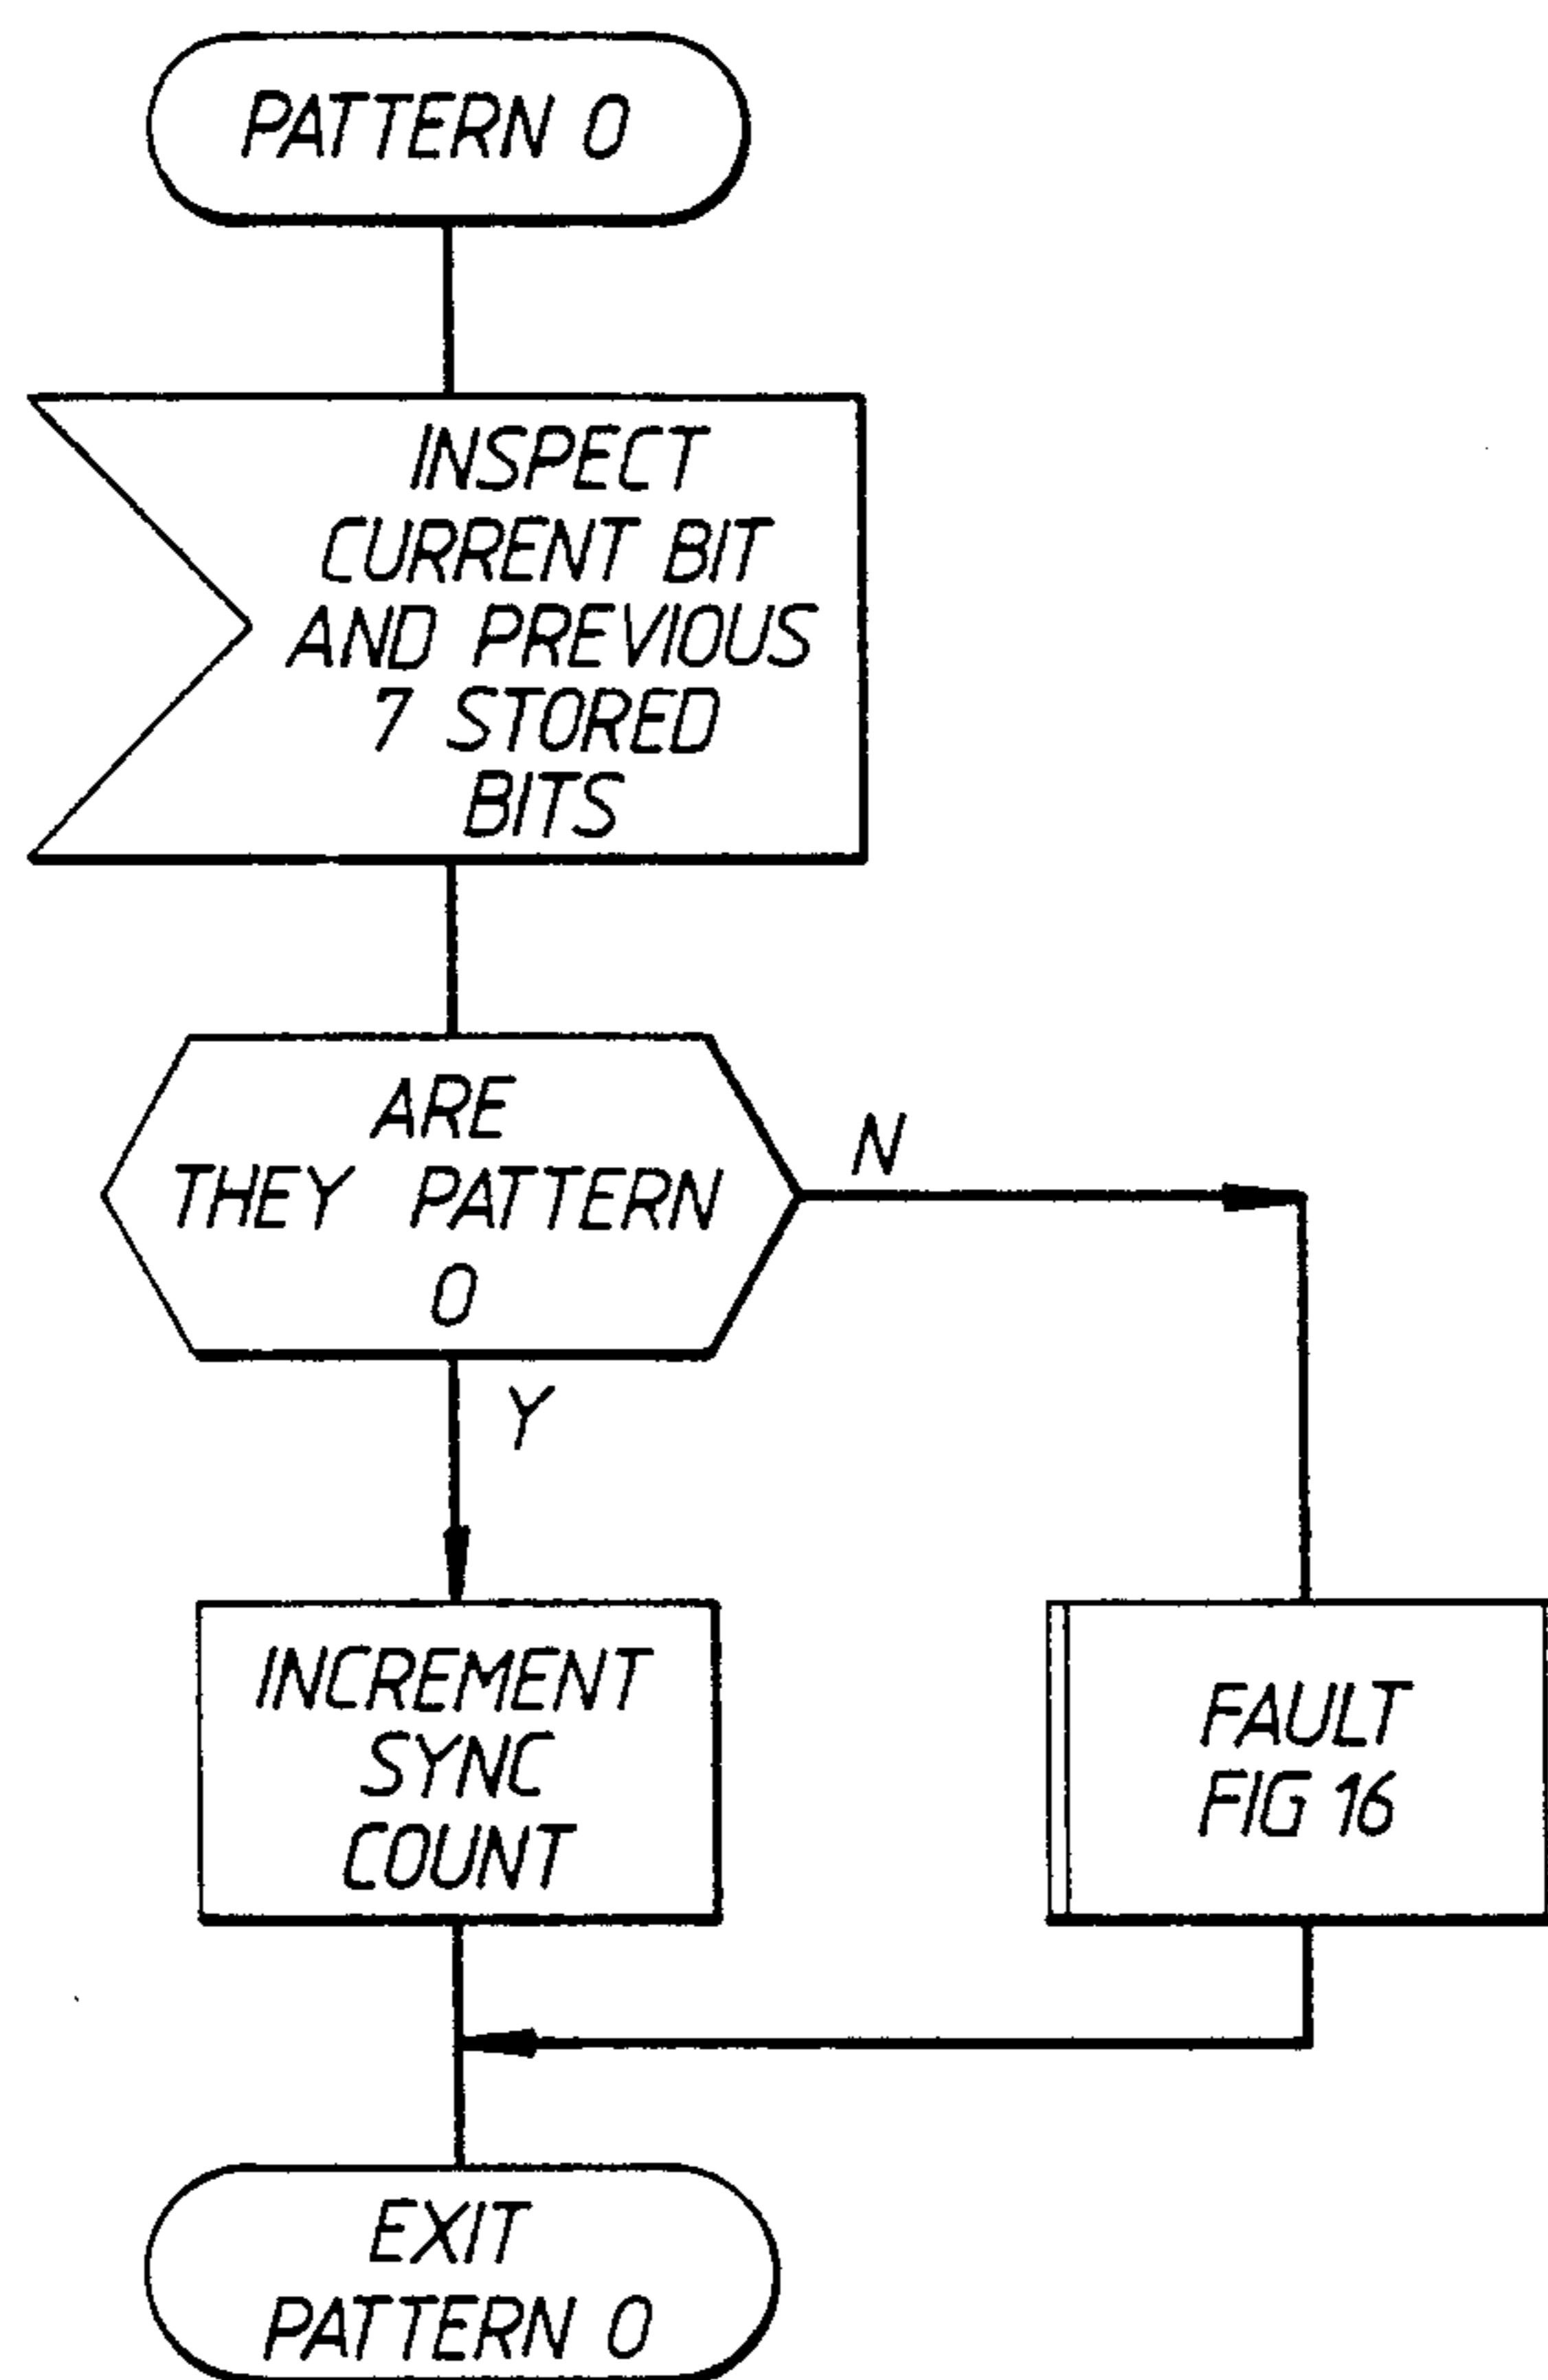 PATTERN 0
INSPECT
CURRENT BIT
AND PREVIOUS
7 STORED
BITS
ARE
THEY PATTERN
0
N
Y
INCREMENT
SYNC
COUNT
FAULT
FIG 16
EXIT
PATTERN 0